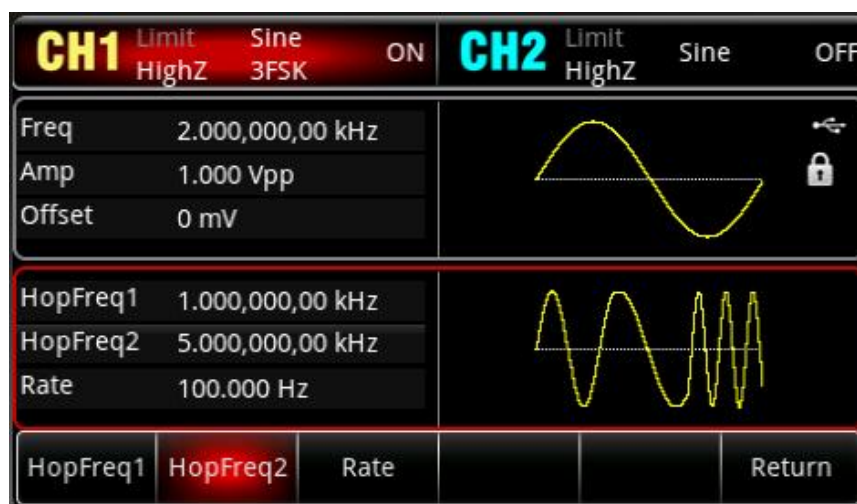 CH1 Limit Sine ON CH2 Limit Sine OFF
HighZ 3FSK HighZ
Freq 2.000,000,00 kHz
Amp 1.000 Vpp
Offset 0 mV
HopFreq1 1.000,000,00 kHz
HopFreq2 5.000,000,00 kHz
Rate 100.000 Hz
HopFreq1 HopFreq2 Rate Return